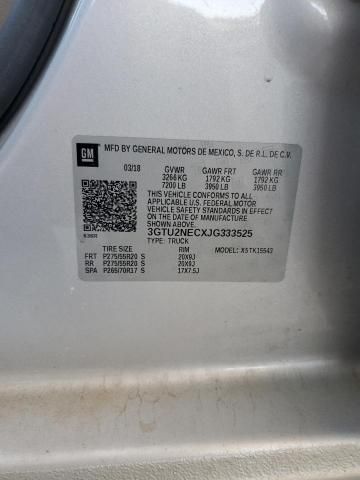 GM
MFD BY GENERAL MOTORS DE MEXICO, S. DE R.L. DE C.V.
03/18 GVWR GAWR FRT GAWR RR
3266 KG 1792 KG 1792 KG
7200 LB 3950 LB 3950 LB
THIS VEHICLE CONFORMS TO ALL
APPLICABLE U.S. FEDERAL MOTOR
VEHICLE SAFETY STANDARDS IN
EFFECT ON THE DATE OF
MANUFACTURE SHOWN ABOVE.
3GTU2NECXJG333525
TYPE: TRUCK MODEL: X5TK15543
TIRE SIZE RIM
FRT P275/55R20 S 20X9J
RR P275/55R20 S 20X9J
SPA P265/70R17 S 17X7.5J